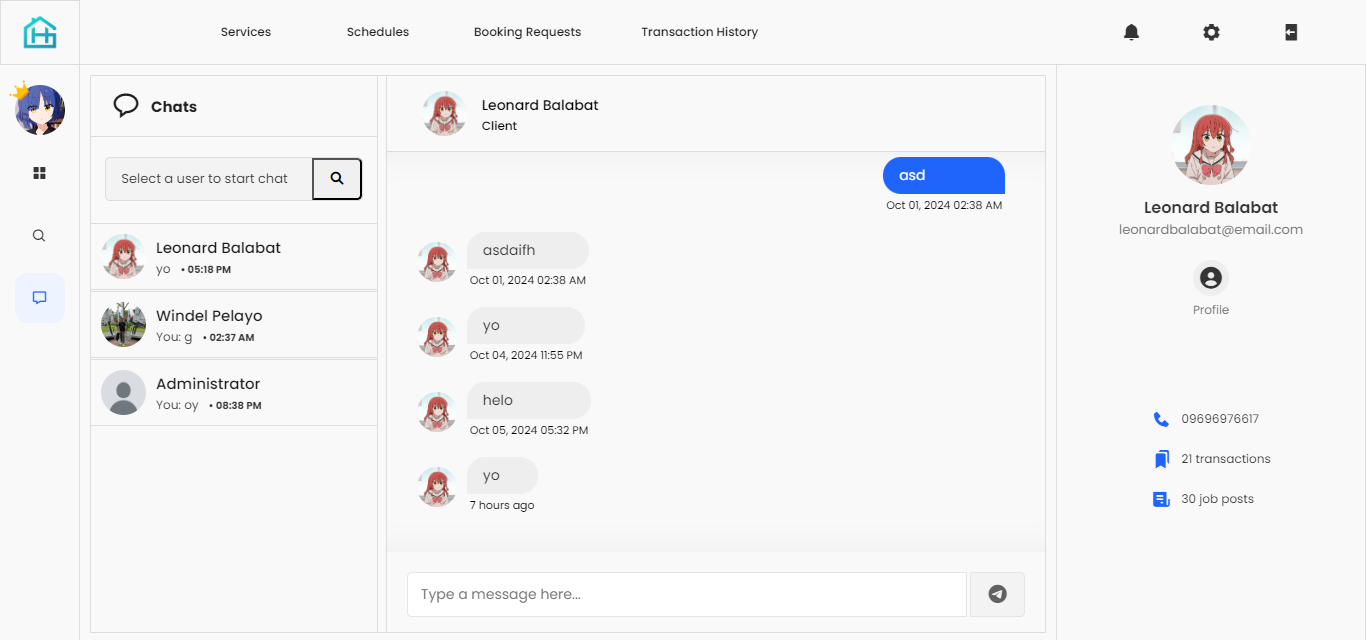 Services Schedules Booking Requests Transaction History
Chats
Select a user to start chat
Leonard Balabat
yo • 05:18 PM
Windel Pelayo
You: g • 02:37 AM
Administrator
You: oy • 08:38 PM
Leonard Balabat
Client
asd
Oct 01, 2024 02:38 AM
asdaifh
Oct 01, 2024 02:38 AM
yo
Oct 04, 2024 11:55 PM
helo
Oct 05, 2024 05:32 PM
yo
7 hours ago
Type a message here...
Leonard Balabat
leonardbalabat@email.com
Profile
09696976617
21 transactions
30 job posts